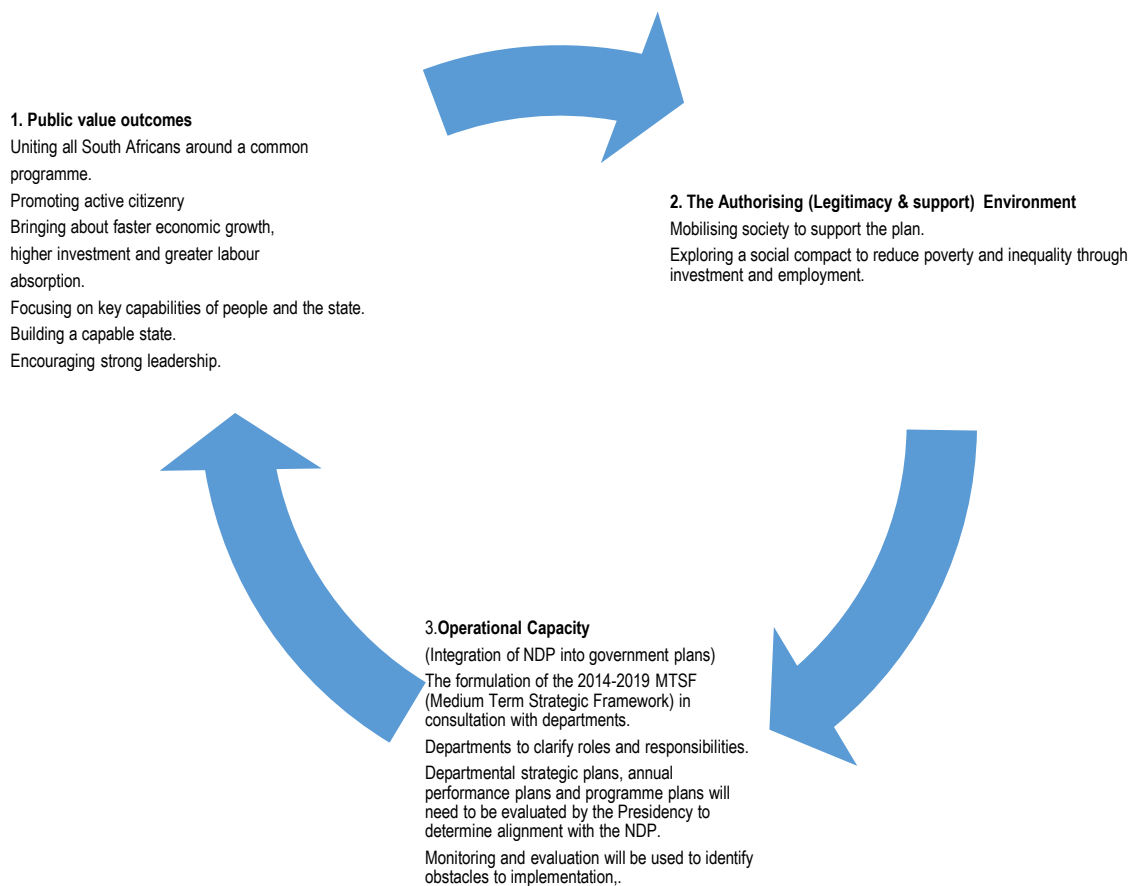 1. Public value outcomes
Uniting all South Africans around a common
programme.
Promoting active citizenry
Bringing about faster economic growth,
higher investment and greater labour
absorption.
Focusing on key capabilities of people and the state.
Building a capable state.
Encouraging strong leadership.
2. The Authorising (Legitimacy & support) Environment
Mobilising society to support the plan.
Exploring a social compact to reduce poverty and inequality through
investment and employment.
3.Operational Capacity
(Integration of NDP into government plans)
The formulation of the 2014-2019 MTSF
(Medium Term Strategic Framework) in
consultation with departments.
Departments to clarify roles and responsibilities.
Departmental strategic plans, annual
performance plans and programme plans will
need to be evaluated by the Presidency to
determine alignment with the NDP.
Monitoring and evaluation will be used to identify
obstacles to implementation,.